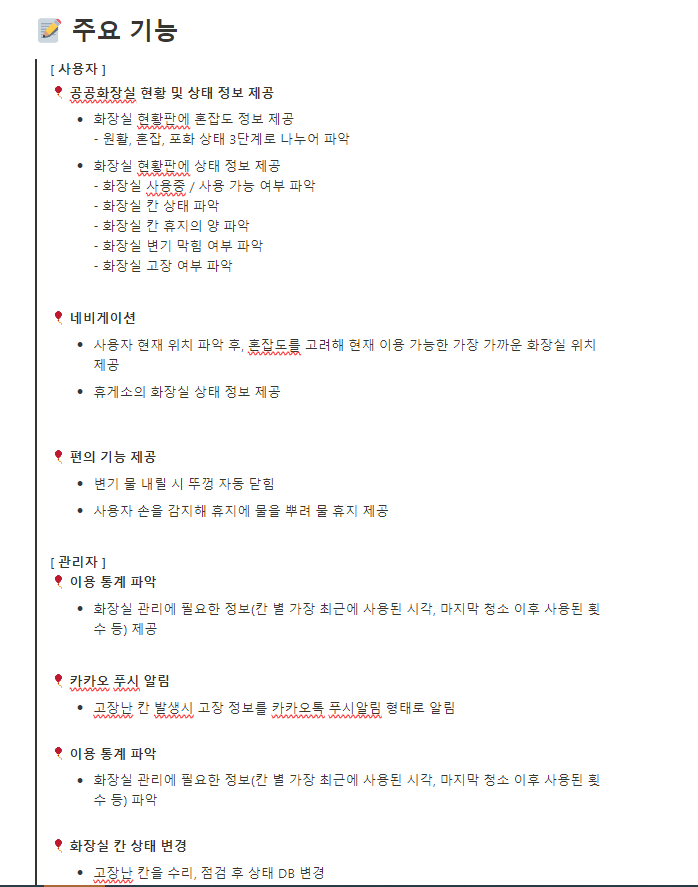 📝 주요 기능
[ 사용자 ]
🎈 공공화장실 현황 및 상태 정보 제공
• 화장실 현황판에 혼잡도 정보 제공
- 원활, 혼잡, 포화 상태 3단계로 나누어 파악
• 화장실 현황판에 상태 정보 제공
- 화장실 사용중 / 사용 가능 여부 파악
- 화장실 칸 상태 파악
- 화장실 칸 휴지의 양 파악
- 화장실 변기 막힘 여부 파악
- 화장실 고장 여부 파악
🎈 네비게이션
• 사용자 현재 위치 파악 후, 혼잡도를 고려해 현재 이용 가능한 가장 가까운 화장실 위치
제공
• 휴게소의 화장실 상태 정보 제공
🎈 편의 기능 제공
• 변기 물 내릴 시 뚜껑 자동 닫힘
• 사용자 손을 감지해 휴지에 물을 뿌려 물 휴지 제공
[ 관리자 ]
🎈 이용 통계 파악
• 화장실 관리에 필요한 정보(칸 별 가장 최근에 사용된 시각, 마지막 청소 이후 사용된 횟
수 등) 제공
🎈 카카오 푸시 알림
• 고장난 칸 발생시 고장 정보를 카카오톡 푸시알림 형태로 알림
🎈 이용 통계 파악
• 화장실 관리에 필요한 정보(칸 별 가장 최근에 사용된 시각, 마지막 청소 이후 사용된 횟
수 등) 파악
🎈 화장실 칸 상태 변경
• 고장난 칸을 수리, 점검 후 상태 DB 변경